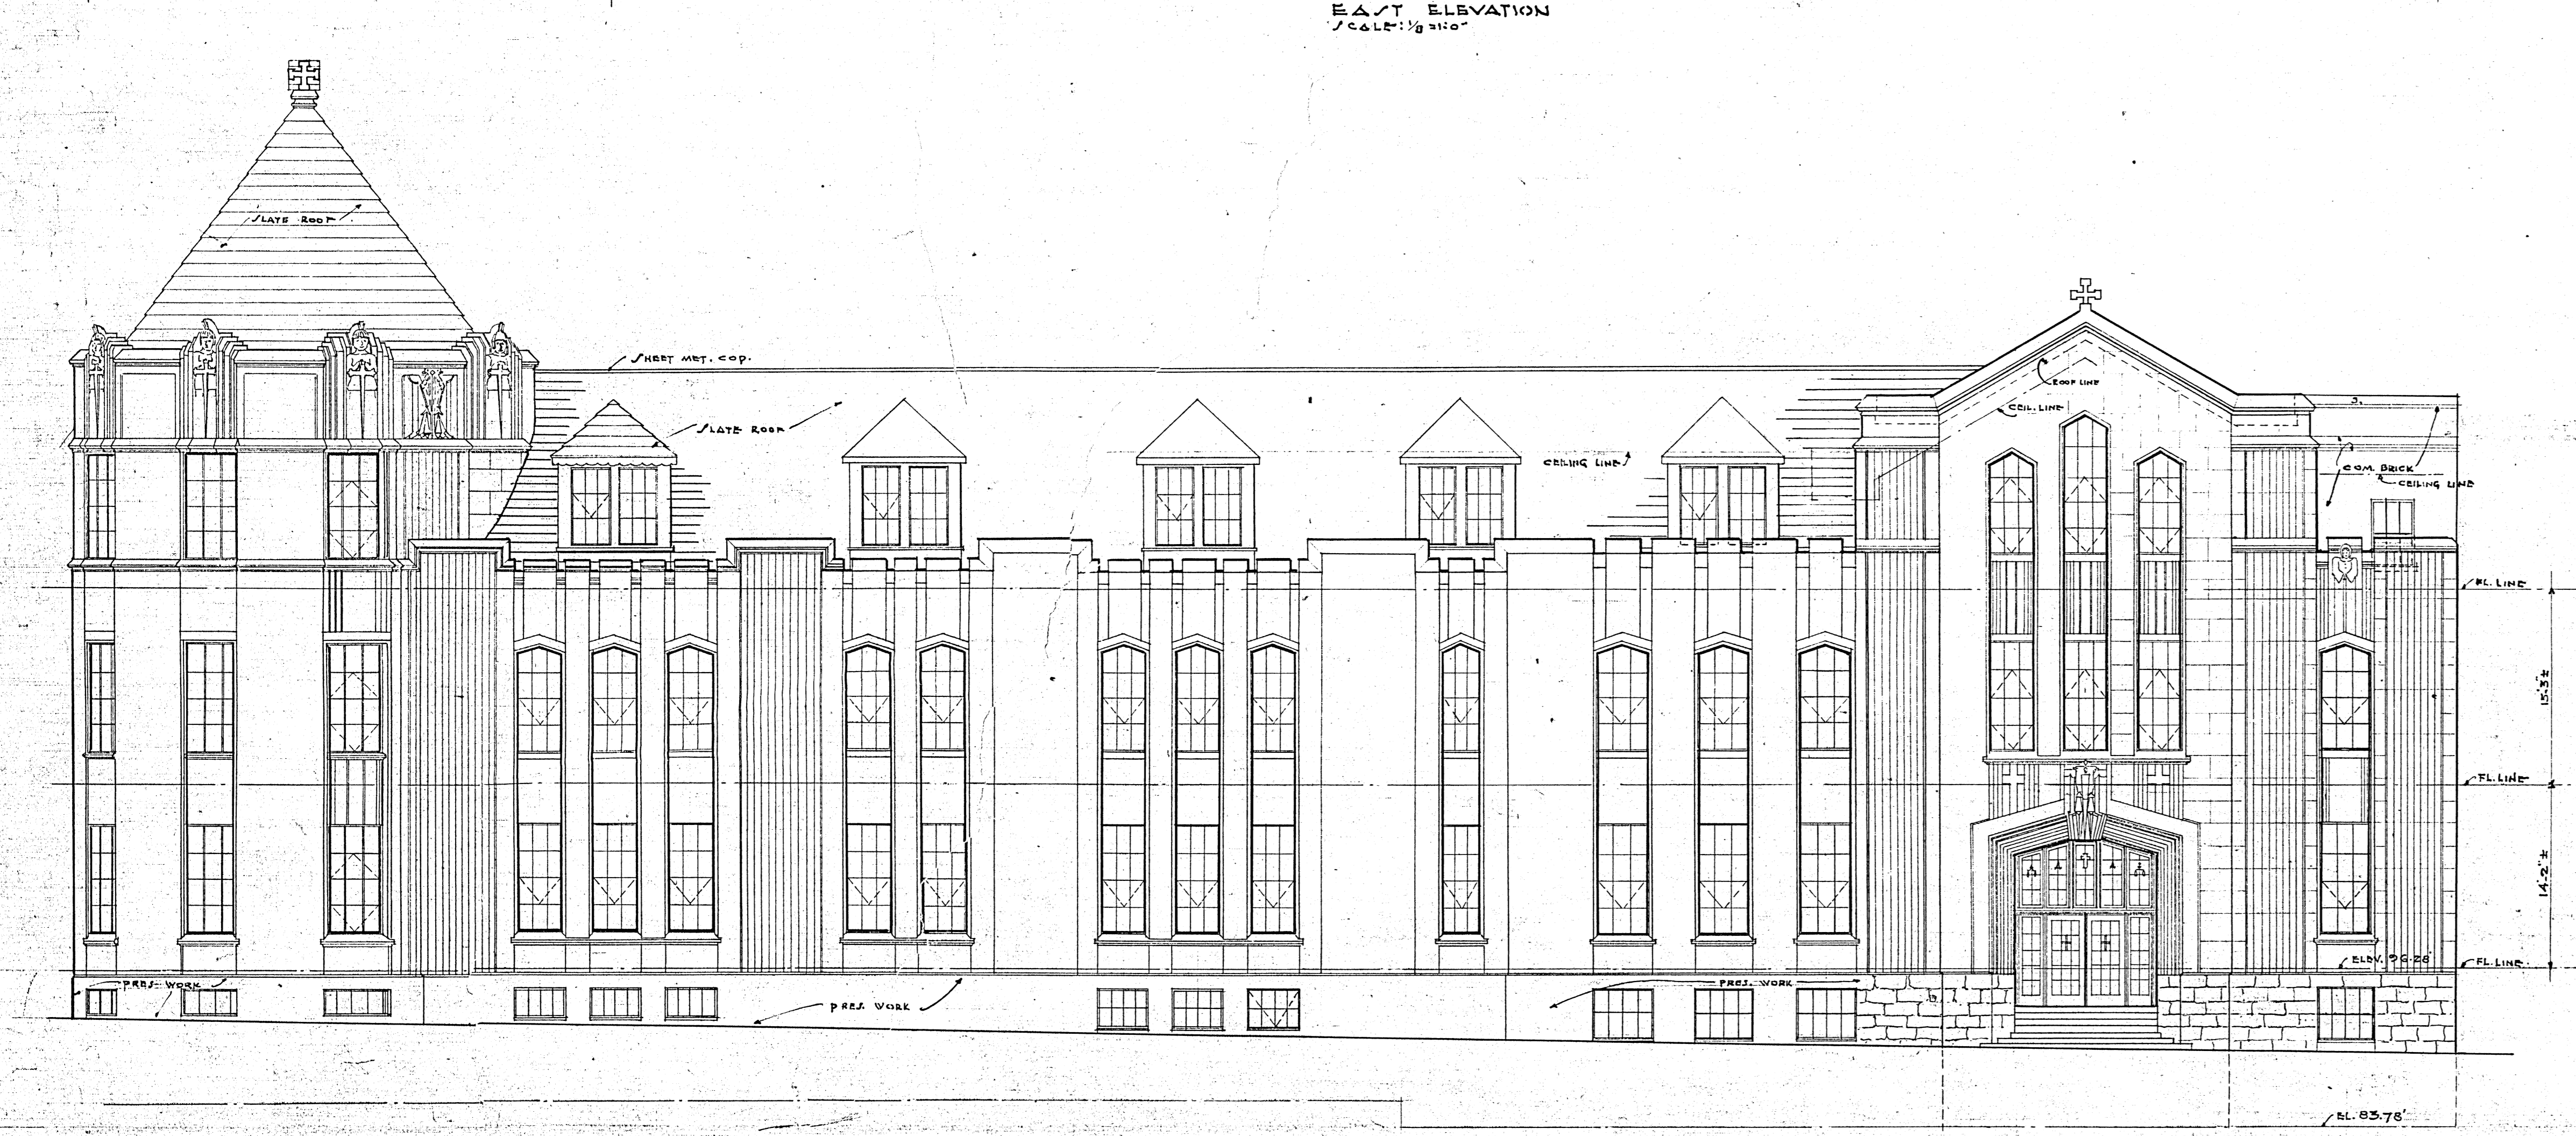 EAST ELEVATION
SCALE: 1/8"=1'-0"
SLATE ROOF
SHEET MET. COP.
ROOF LINE
CEIL. LINE
SLATE ROOF
CEILING LINE
COM. BRICK
CEILING LINE
FL. LINE
15'-3"±
FL. LINE
14'-2"±
ELEV. 96.28
FL. LINE
PRES. WORK
PRES. WORK
PRES. WORK
EL. 83.78'